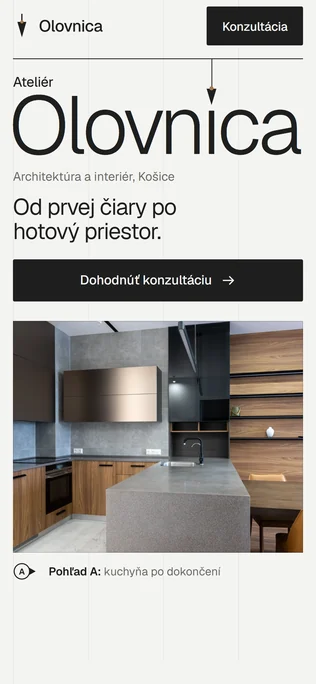 Olovnica
Konzultácia
Ateliér
Olovnica
Architektúra a interiér, Košice
Od prvej čiary po
hotový priestor.
Dohodnúť konzultáciu →
A Pohľad A: kuchyňa po dokončení